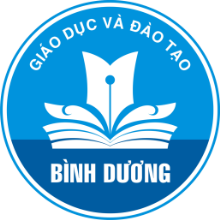 GIÁO DỤC VÀ ĐÀO TẠO
BÌNH DƯƠNG